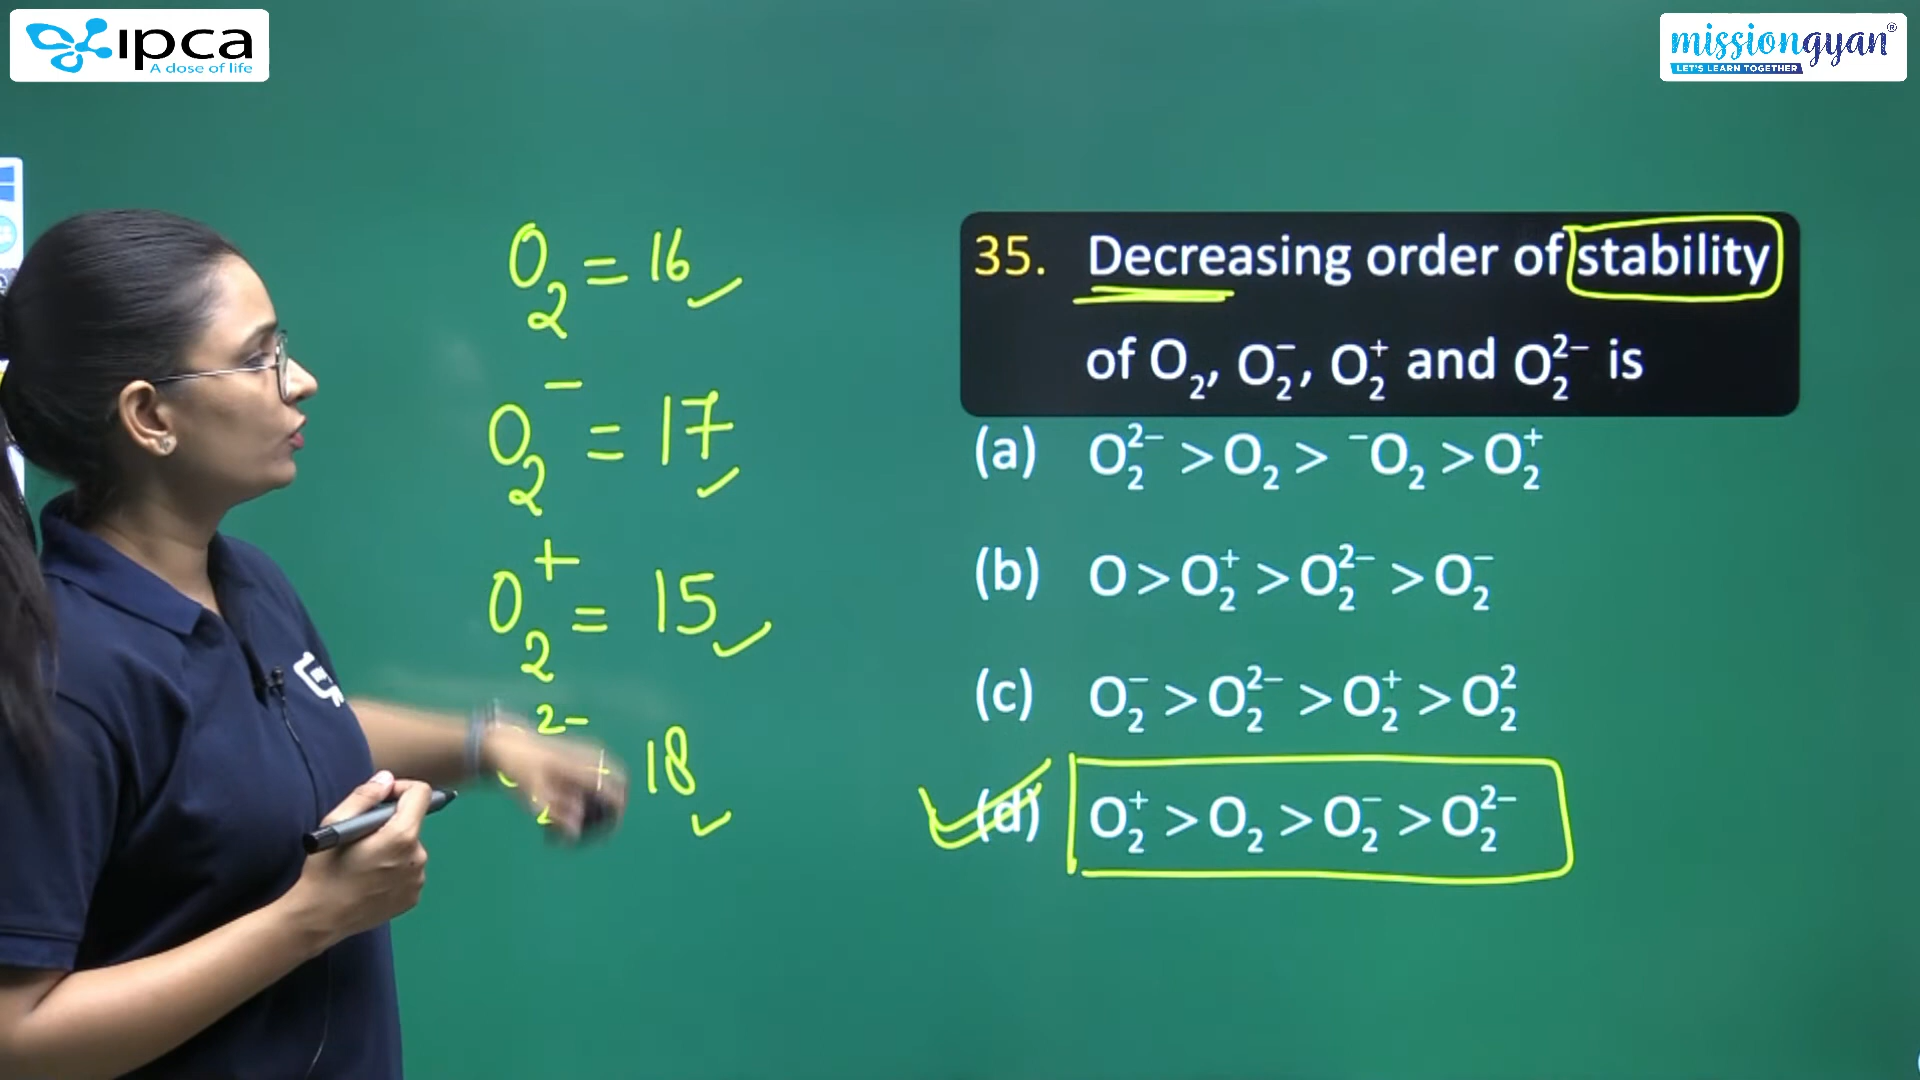 ipca
A dose of life
missiongyan®
LET'S LEARN TOGETHER
O₂ = 16
O₂⁻ = 17
O₂⁺ = 15
2-
2
18
35. Decreasing order of stability
of O₂, O₂⁻, O₂⁺ and O₂²⁻ is
(a) O₂²⁻ > O₂ > ⁻O₂ > O₂⁺
(b) O > O₂⁺ > O₂²⁻ > O₂⁻
(c) O₂⁻ > O₂²⁻ > O₂⁺ > O₂²
(d) O₂⁺ > O₂ > O₂⁻ > O₂²⁻